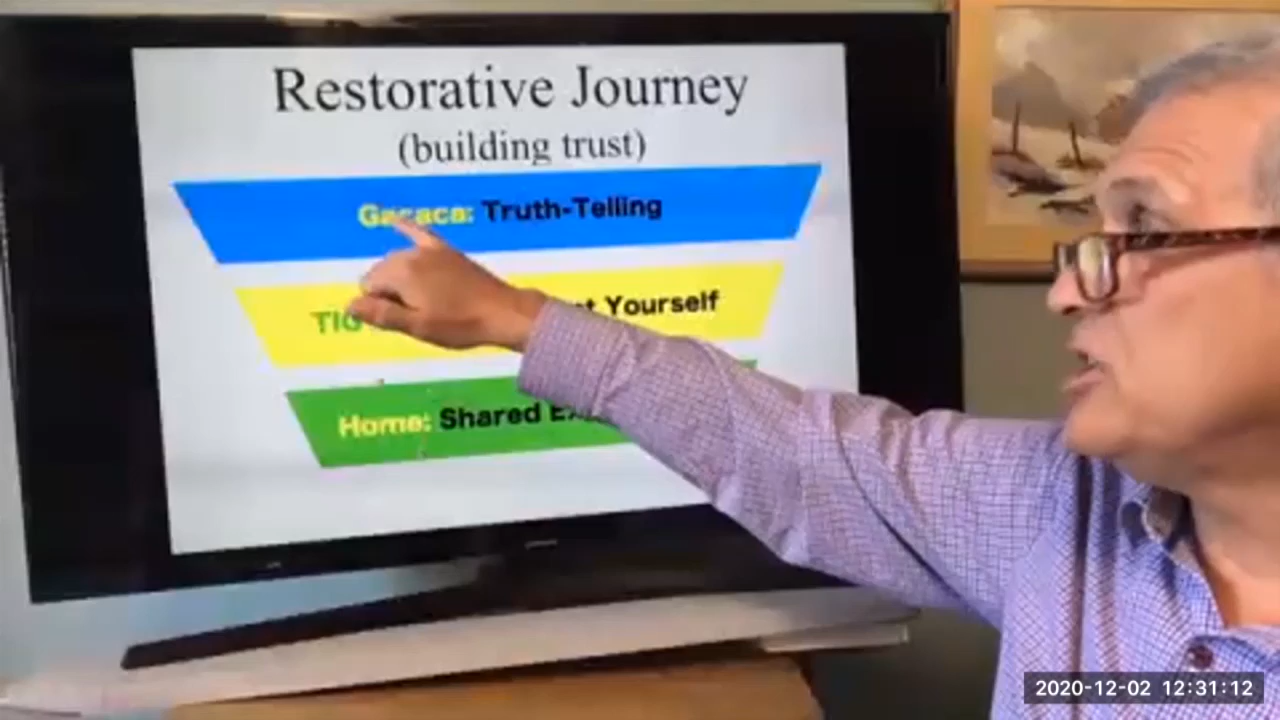 Restorative Journey
(building trust)
Gacaca: Truth-Telling
Yourself
Home: Shared
2020-12-02 12:31:12